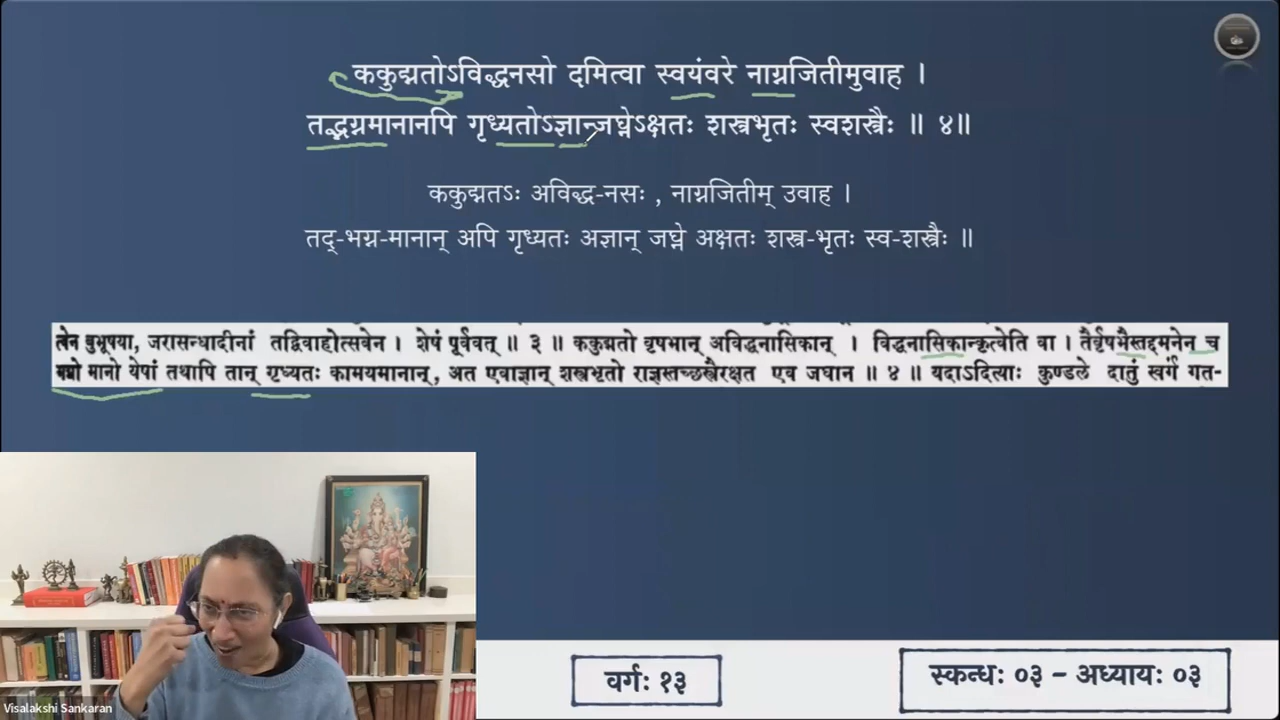 ककुद्मतोऽविद्धनसो दमित्वा स्वयंवरे नाग्नजितीमुवाह ।
तद्भग्नमानानपि गृध्यतोऽज्ञान्जघ्नेऽक्षतः शस्त्रभृतः स्वशस्त्रैः ॥ ४॥
ककुद्मतऽः अविद्ध-नसः , नाग्नजितीम् उवाह ।
तद्-भग्न-मानान् अपि गृध्यतः अज्ञान् जघ्ने अक्षतः शस्त्र-भृतः स्व-शस्त्रैः ॥
त्वेन बुभूषया, जरासन्धादीनां तद्विवाहोत्सवेन । शेषं पूर्ववत् ॥ ३ ॥ ककुद्मतो वृषभान् अविद्धनासिकान् । विद्धनासिकान्कृत्वेति वा । तैर्वृषभैस्तद्दमनेन च
भग्नो मानो येषां तथापि तान् गृध्यतः कामयमानान्, अत एवाज्ञान् शस्त्रभृतो राज्ञस्तच्छस्त्रैरक्षत एव जघान ॥ ४ ॥ यदाऽदित्याः कुण्डले दातुं स्वर्गं गत-
Visalakshi Sankaran
वर्गः १३
स्कन्धः ०३ – अध्यायः ०३